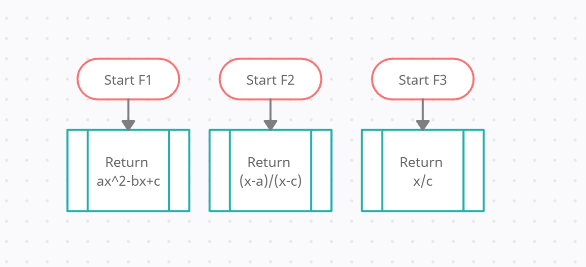 Start F1
Start F2
Start F3
Return
ax^2-bx+c
Return
(x-a)/(x-c)
Return
x/c